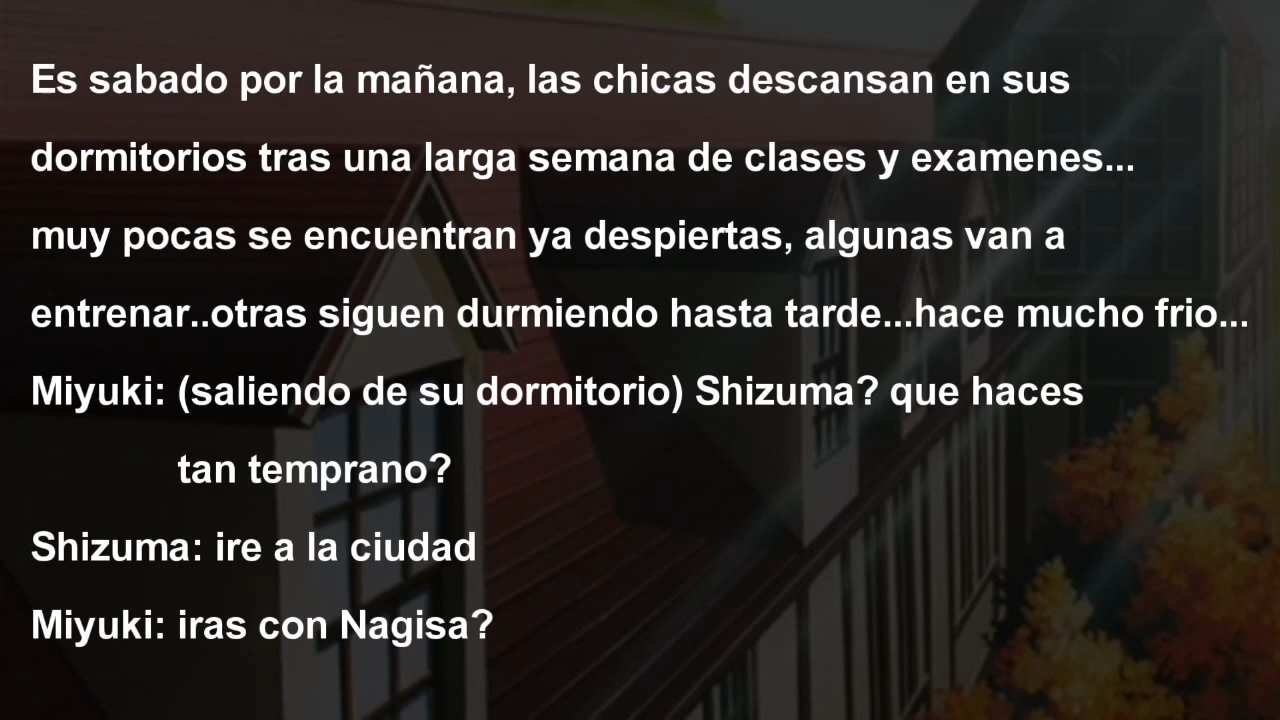 Es sabado por la mañana, las chicas descansan en sus
dormitorios tras una larga semana de clases y examenes...
muy pocas se encuentran ya despiertas, algunas van a
entrenar..otras siguen durmiendo hasta tarde...hace mucho frio...
Miyuki: (saliendo de su dormitorio) Shizuma? que haces
tan temprano?
Shizuma: ire a la ciudad
Miyuki: iras con Nagisa?